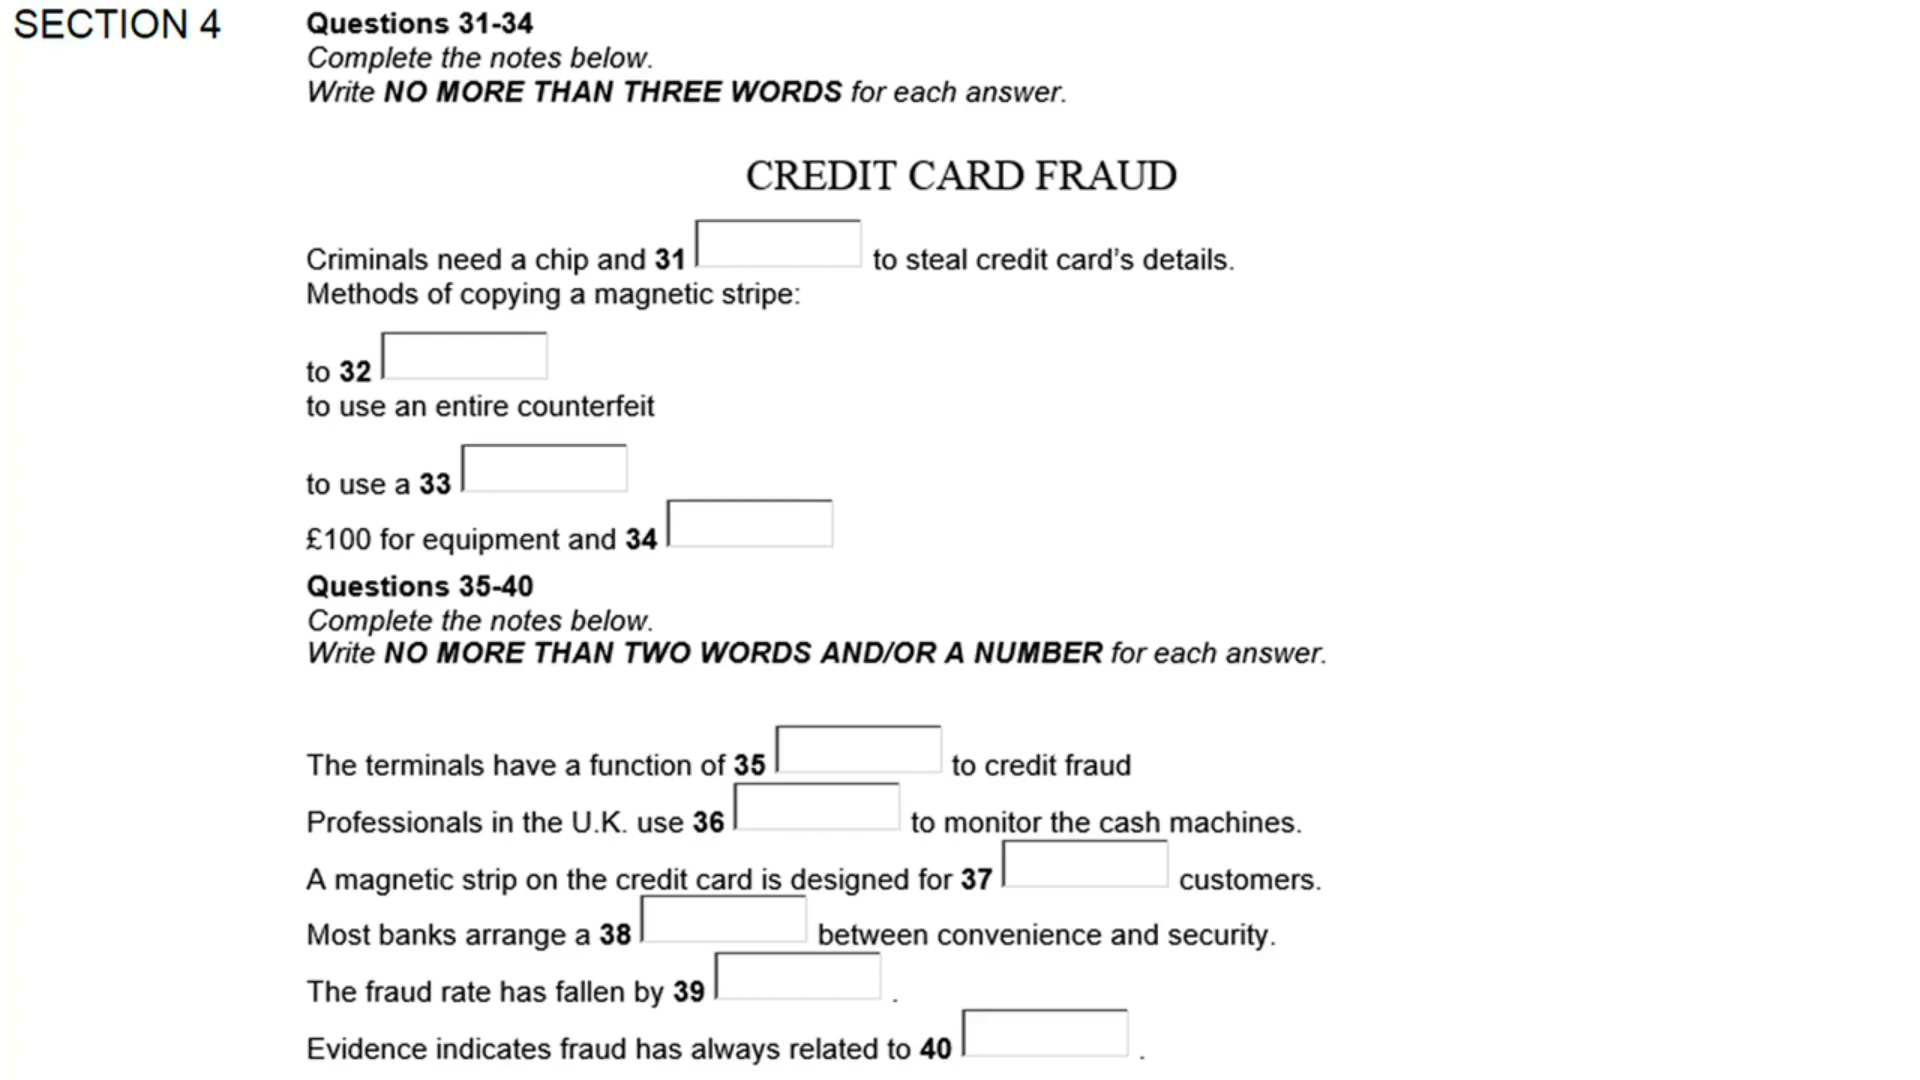 SECTION 4
Questions 31-34
Complete the notes below.
Write NO MORE THAN THREE WORDS for each answer.
CREDIT CARD FRAUD
Criminals need a chip and 31 to steal credit card's details.
Methods of copying a magnetic stripe:
to 32
to use an entire counterfeit
to use a 33
£100 for equipment and 34
Questions 35-40
Complete the notes below.
Write NO MORE THAN TWO WORDS AND/OR A NUMBER for each answer.
The terminals have a function of 35 to credit fraud
Professionals in the U.K. use 36 to monitor the cash machines.
A magnetic strip on the credit card is designed for 37 customers.
Most banks arrange a 38 between convenience and security.
The fraud rate has fallen by 39 .
Evidence indicates fraud has always related to 40 .